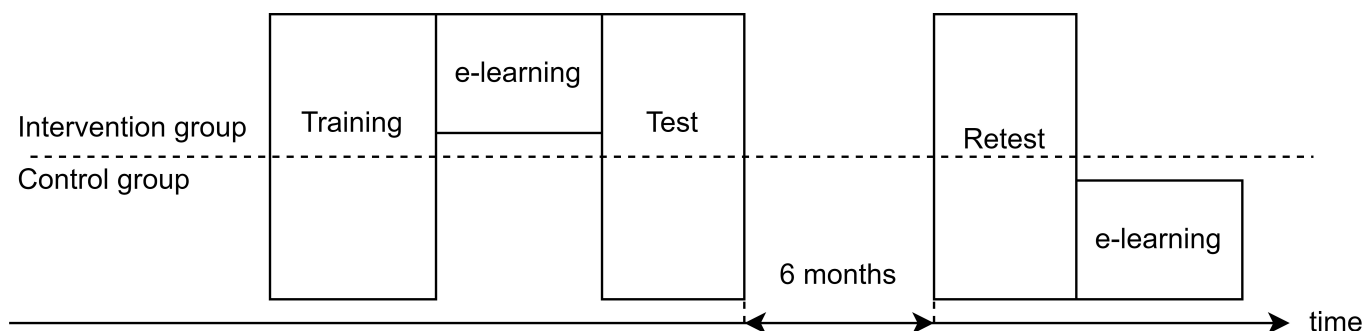 e-learning
Training
Test
Intervention group
Retest
Control group
e-learning
6 months
time